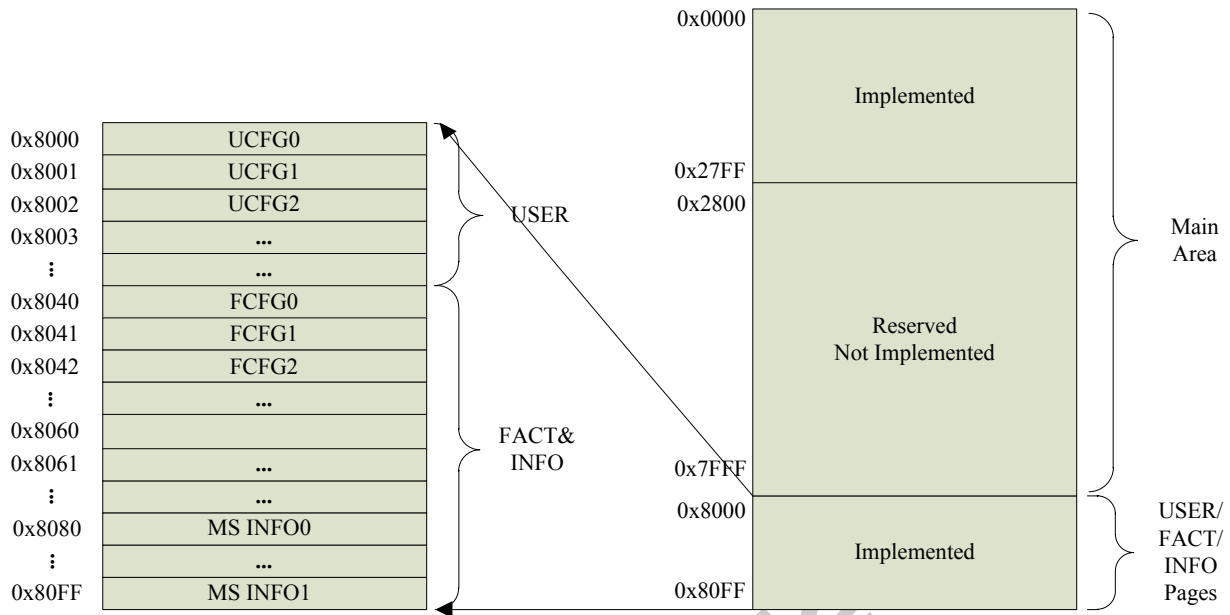 0x8000 UCFG0
0x8001 UCFG1
0x8002 UCFG2
0x8003 ...
⋮ ...
0x8040 FCFG0
0x8041 FCFG1
0x8042 FCFG2
⋮ ...
0x8060
0x8061 ...
⋮ ...
0x8080 MS INFO0
⋮ ...
0x80FF MS INFO1
USER
FACT&
INFO
0x0000
Implemented
0x27FF
0x2800
Reserved
Not Implemented
0x7FFF
0x8000
Implemented
0x80FF
Main
Area
USER/
FACT/
INFO
Pages